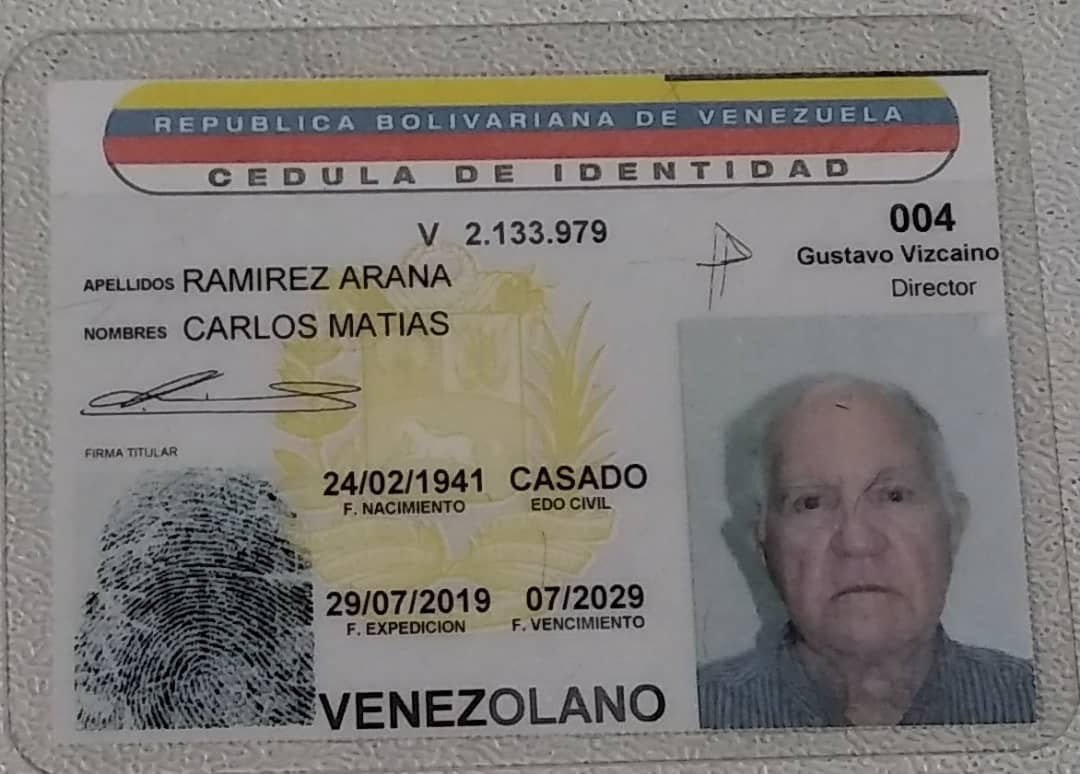 REPUBLICA BOLIVARIANA DE VENEZUELA
CEDULA DE IDENTIDAD
V 2.133.979
004
Gustavo Vizcaino
Director
APELLIDOS RAMIREZ ARANA
NOMBRES CARLOS MATIAS
FIRMA TITULAR
24/02/1941 CASADO
F. NACIMIENTO EDO CIVIL
29/07/2019 07/2029
F. EXPEDICION F. VENCIMIENTO
VENEZOLANO